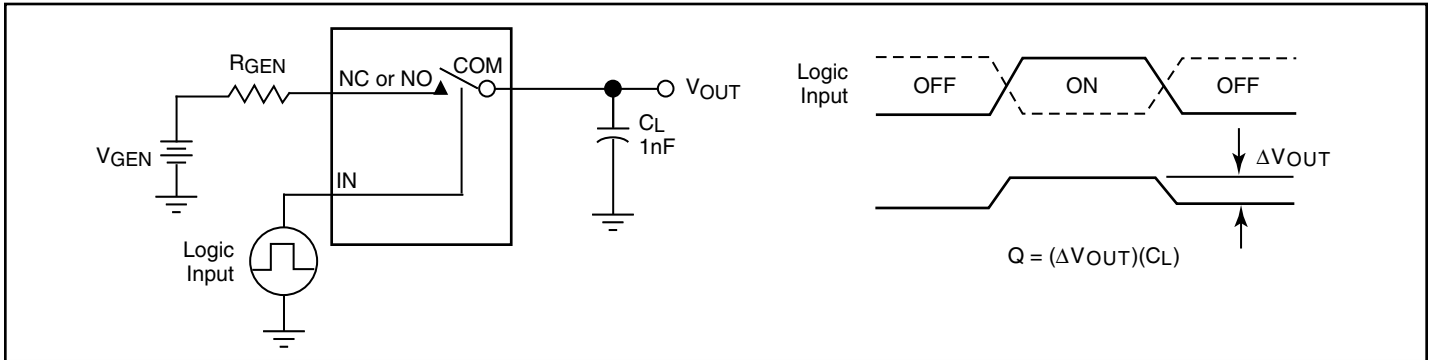 RGEN
NC or NO
COM
VOUT
CL
1nF
VGEN
IN
Logic
Input
Logic
Input
OFF
ON
OFF
ΔVOUT
Q = (ΔVOUT)(CL)